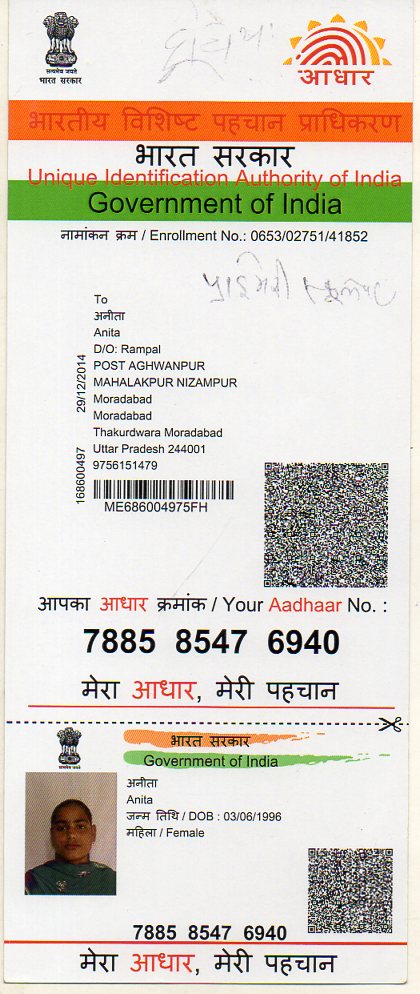 सत्यमेव जयते
भारत सरकार
आधार
भारतीय विशिष्ट पहचान प्राधिकरण
भारत सरकार
Unique Identification Authority of India
Government of India
नामांकन क्रम / Enrollment No.: 0653/02751/41852
To
अनीता
Anita
D/O: Rampal
POST AGHWANPUR
MAHALAKPUR NIZAMPUR
Moradabad
Moradabad
Thakurdwara Moradabad
Uttar Pradesh 244001
9756151479
29/12/2014
168600497
ME686004975FH
आपका आधार क्रमांक / Your Aadhaar No. :
7885 8547 6940
मेरा आधार, मेरी पहचान
भारत सरकार
Government of India
अनीता
Anita
जन्म तिथि / DOB : 03/06/1996
महिला / Female
7885 8547 6940
मेरा आधार, मेरी पहचान